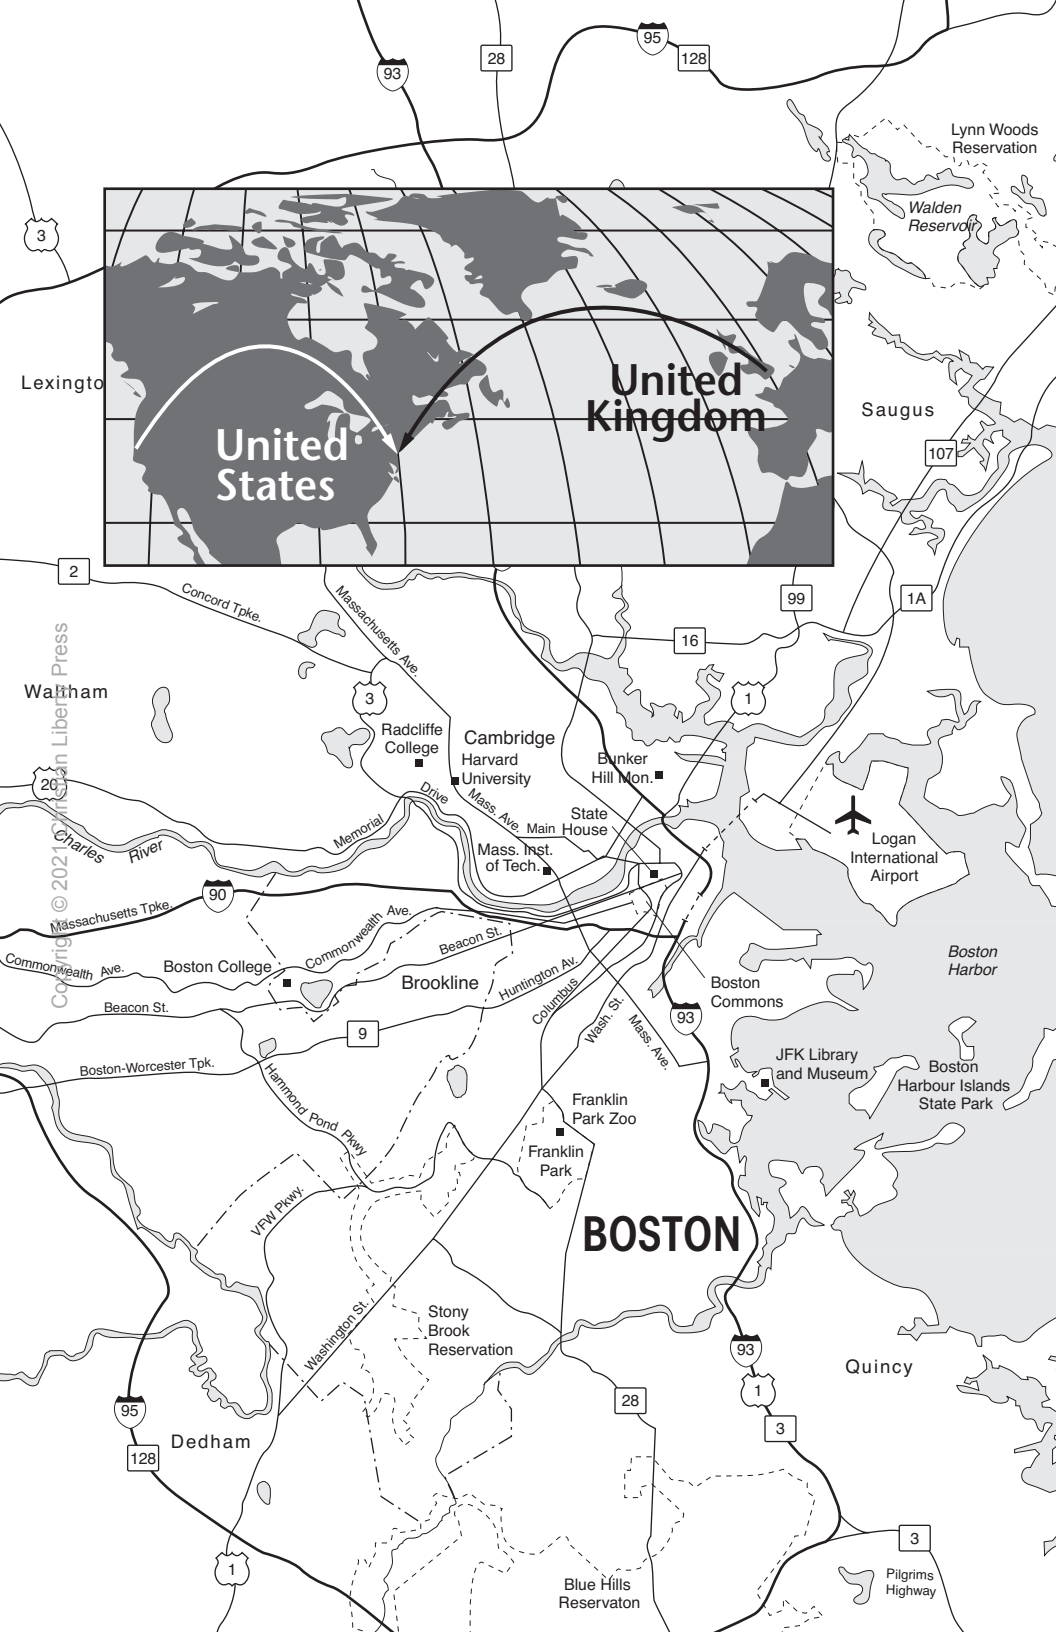 95
93
28
128
Lynn Woods
Reservation
Walden
Reservoir
3
Lexingto
United
Kingdom
United
States
Saugus
107
2
Concord Tpke.
Massachusetts Ave.
99
1A
16
Waltham
3
1
Radcliffe
College
Cambridge
Harvard
University
Bunker
Hill Mon.
20
Drive
Mass. Ave.
State
House
Main
Memorial
Charles
River
Mass. Inst.
of Tech.
Logan
International
Airport
90
Massachusetts Tpke.
Commonwealth
Ave.
Beacon St.
Commonwealth Ave.
Boston College
Brookline
Huntington Av.
Columbus
Wash. St.
Mass. Ave.
Boston
Commons
Boston
Harbor
Beacon St.
9
93
Boston-Worcester Tpk.
JFK Library
and Museum
Boston
Harbour Islands
State Park
Hammond Pond Pkwy
Franklin
Park Zoo
Franklin
Park
VFW Pkwy.
BOSTON
Washington St.
Stony
Brook
Reservation
93
Quincy
1
28
3
95
128
Dedham
3
1
Blue Hills
Reservaton
Pilgrims
Highway
Copyright © 2021 Christian Liberty Press